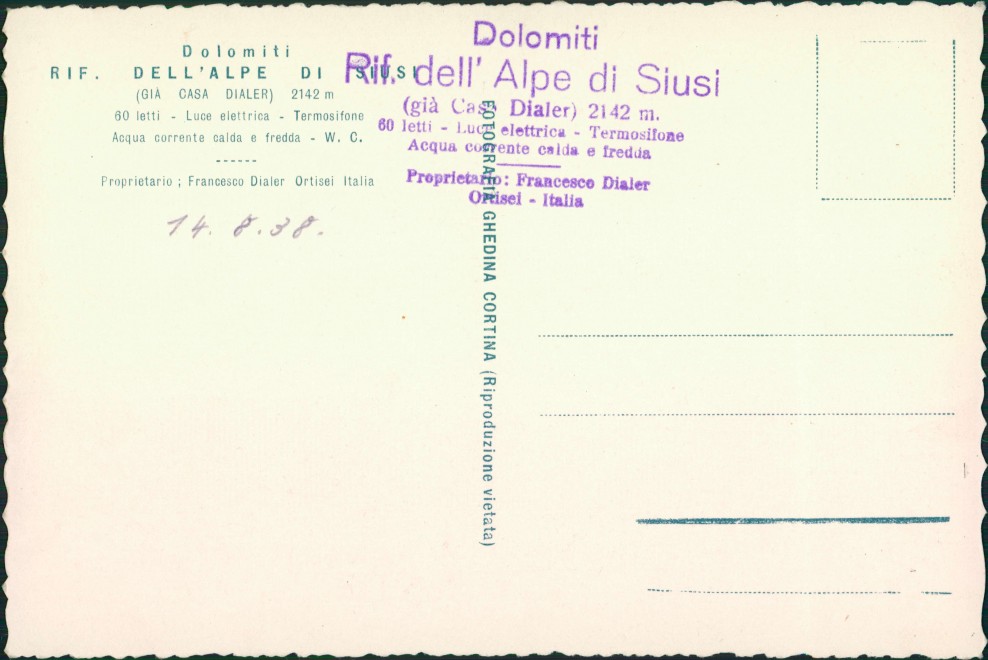 Dolomiti
RIF. DELL'ALPE DI SIUSI
(GIÀ CASA DIALER) 2142 m
60 letti - Luce elettrica - Termosifone
Acqua corrente calda e fredda - W. C.
Proprietario ; Francesco Dialer Ortisei Italia
14. 8. 38.
Dolomiti
Rif. dell' Alpe di Siusi
(già Casa Dialer) 2142 m.
60 letti - Luce elettrica - Termosifone
Acqua corrente calda e fredda
Proprietario: Francesco Dialer
Ortisei - Italia
FOTOGRAFIA GHEDINA CORTINA (Riproduzione vietata)